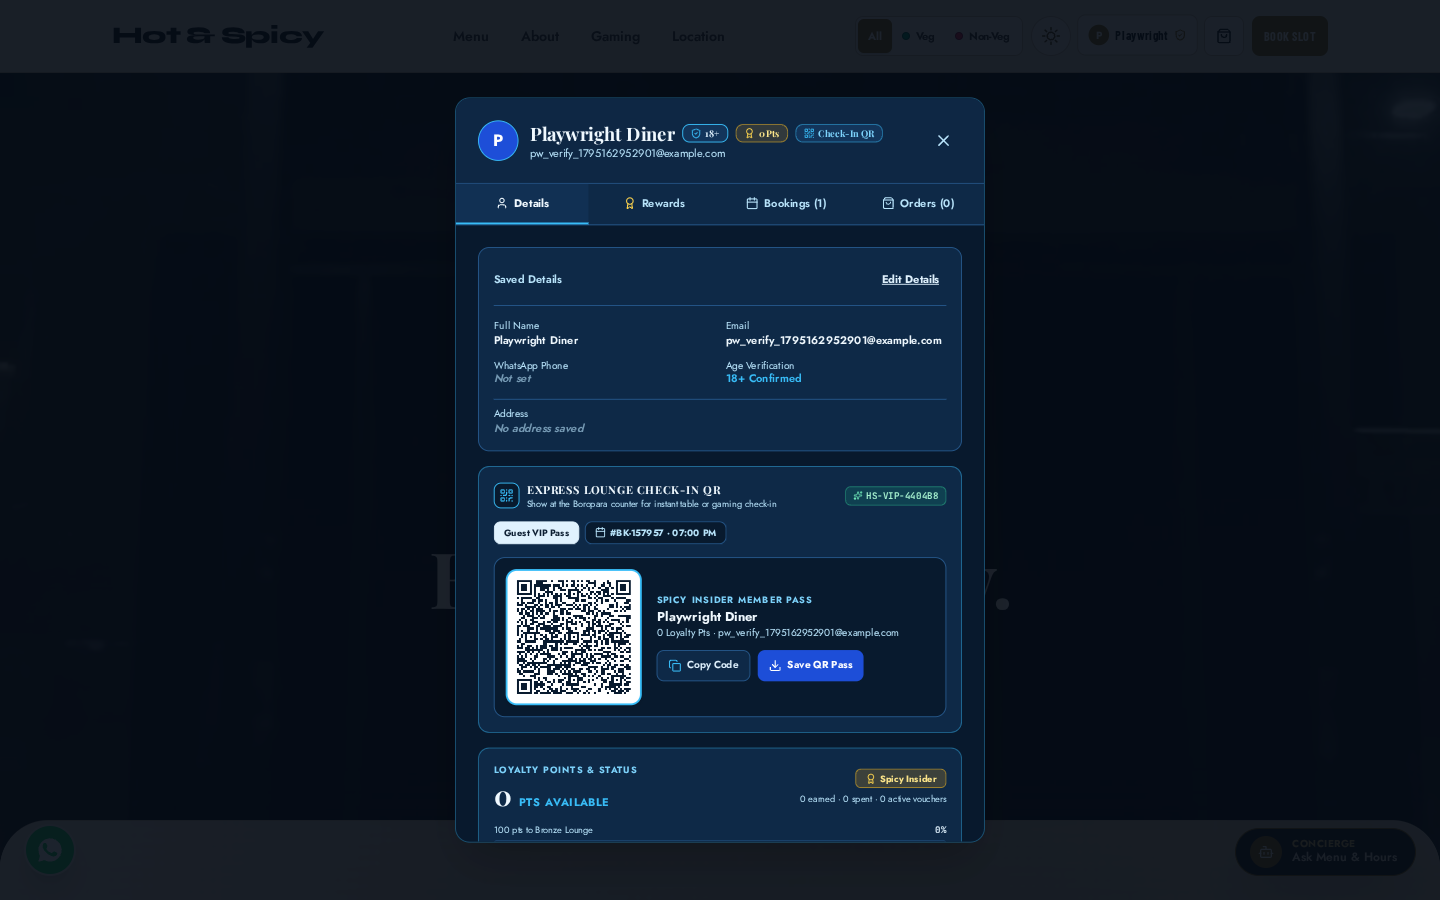 Hot & Spicy
Menu
About
Gaming
Location
All
Veg
Non-Veg
P
Playwright
BOOK SLOT
P
Playwright Diner
18+
0 Pts
Check-In QR
pw_verify_1795162952901@example.com
Details
Rewards
Bookings (1)
Orders (0)
Saved Details
Edit Details
Full Name
Email
Playwright Diner
pw_verify_1795162952901@example.com
WhatsApp Phone
Age Verification
Not set
18+ Confirmed
Address
No address saved
EXPRESS LOUNGE CHECK-IN QR
Show at the Boropara counter for instant table or gaming check-in
HS-VIP-4404B8
Guest VIP Pass
#BK-157957 · 07:00 PM
SPICY INSIDER MEMBER PASS
Playwright Diner
0 Loyalty Pts · pw_verify_1795162952901@example.com
Copy Code
Save QR Pass
LOYALTY POINTS & STATUS
Spicy Insider
0 PTS AVAILABLE
0 earned · 0 spent · 0 active vouchers
100 pts to Bronze Lounge
0%
CONCIERGE
Ask Menu & Hours